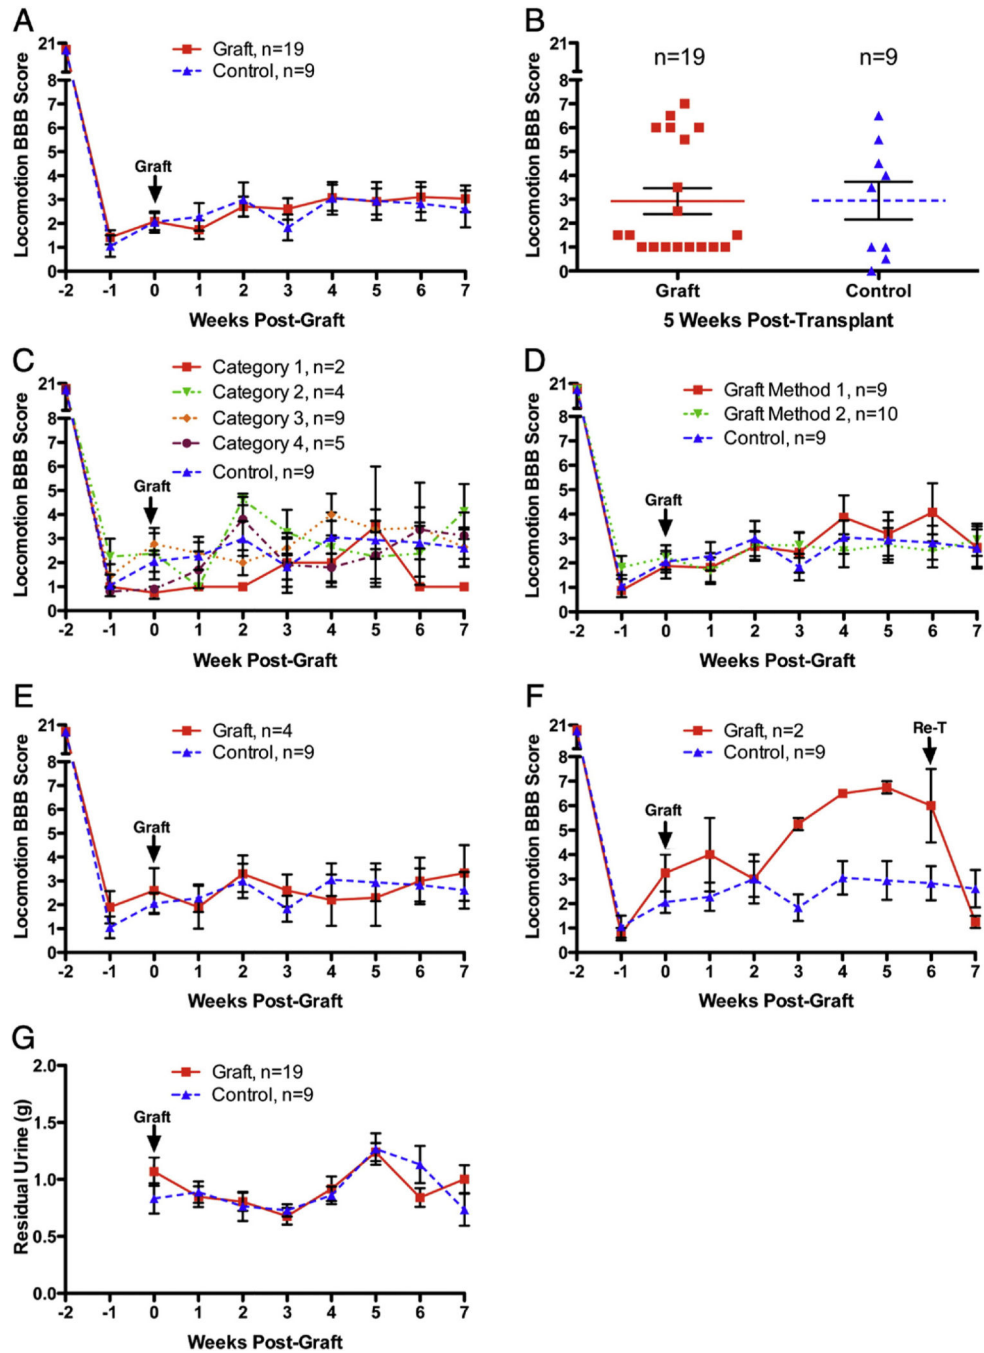 A
Locomotion BBB Score
21
8
7
6
5
4
3
2
1
0
Graft, n=19
Control, n=9
Graft
-2 -1 0 1 2 3 4 5 6 7
Weeks Post-Graft
B
Locomotion BBB Score
21
8
7
6
5
4
3
2
1
0
n=19 n=9
Graft Control
5 Weeks Post-Transplant
C
Locomotion BBB Score
21
8
7
6
5
4
3
2
1
0
Category 1, n=2
Category 2, n=4
Category 3, n=9
Category 4, n=5
Control, n=9
Graft
-2 -1 0 1 2 3 4 5 6 7
Week Post-Graft
D
Locomotion BBB Score
21
8
7
6
5
4
3
2
1
0
Graft Method 1, n=9
Graft Method 2, n=10
Control, n=9
Graft
-2 -1 0 1 2 3 4 5 6 7
Weeks Post-Graft
E
Locomotion BBB Score
21
8
7
6
5
4
3
2
1
0
Graft, n=4
Control, n=9
Graft
-2 -1 0 1 2 3 4 5 6 7
Weeks Post-Graft
F
Locomotion BBB Score
21
8
7
6
5
4
3
2
1
0
Graft, n=2
Control, n=9
Re-T
Graft
-2 -1 0 1 2 3 4 5 6 7
Weeks Post-Graft
G
Residual Urine (g)
2.0
1.5
1.0
0.5
0.0
Graft, n=19
Control, n=9
Graft
-2 -1 0 1 2 3 4 5 6 7
Weeks Post-Graft